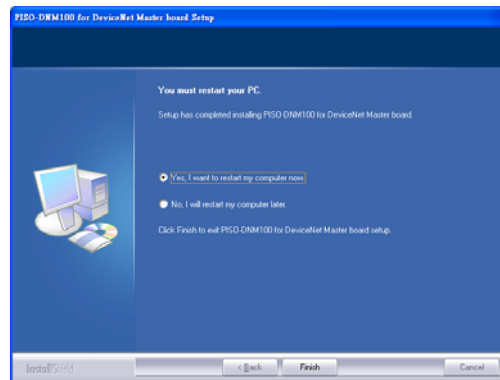 PISO-DNM100 for DeviceNet Master board Setup
You must restart your PC.
Setup has completed installing PISO-DNM100 for DeviceNet Master board.
Yes, I want to restart my computer now.
No, I will restart my computer later.
Click Finish to exit PISO-DNM100 for DeviceNet Master board setup.
InstallShield
< Back
Finish
Cancel